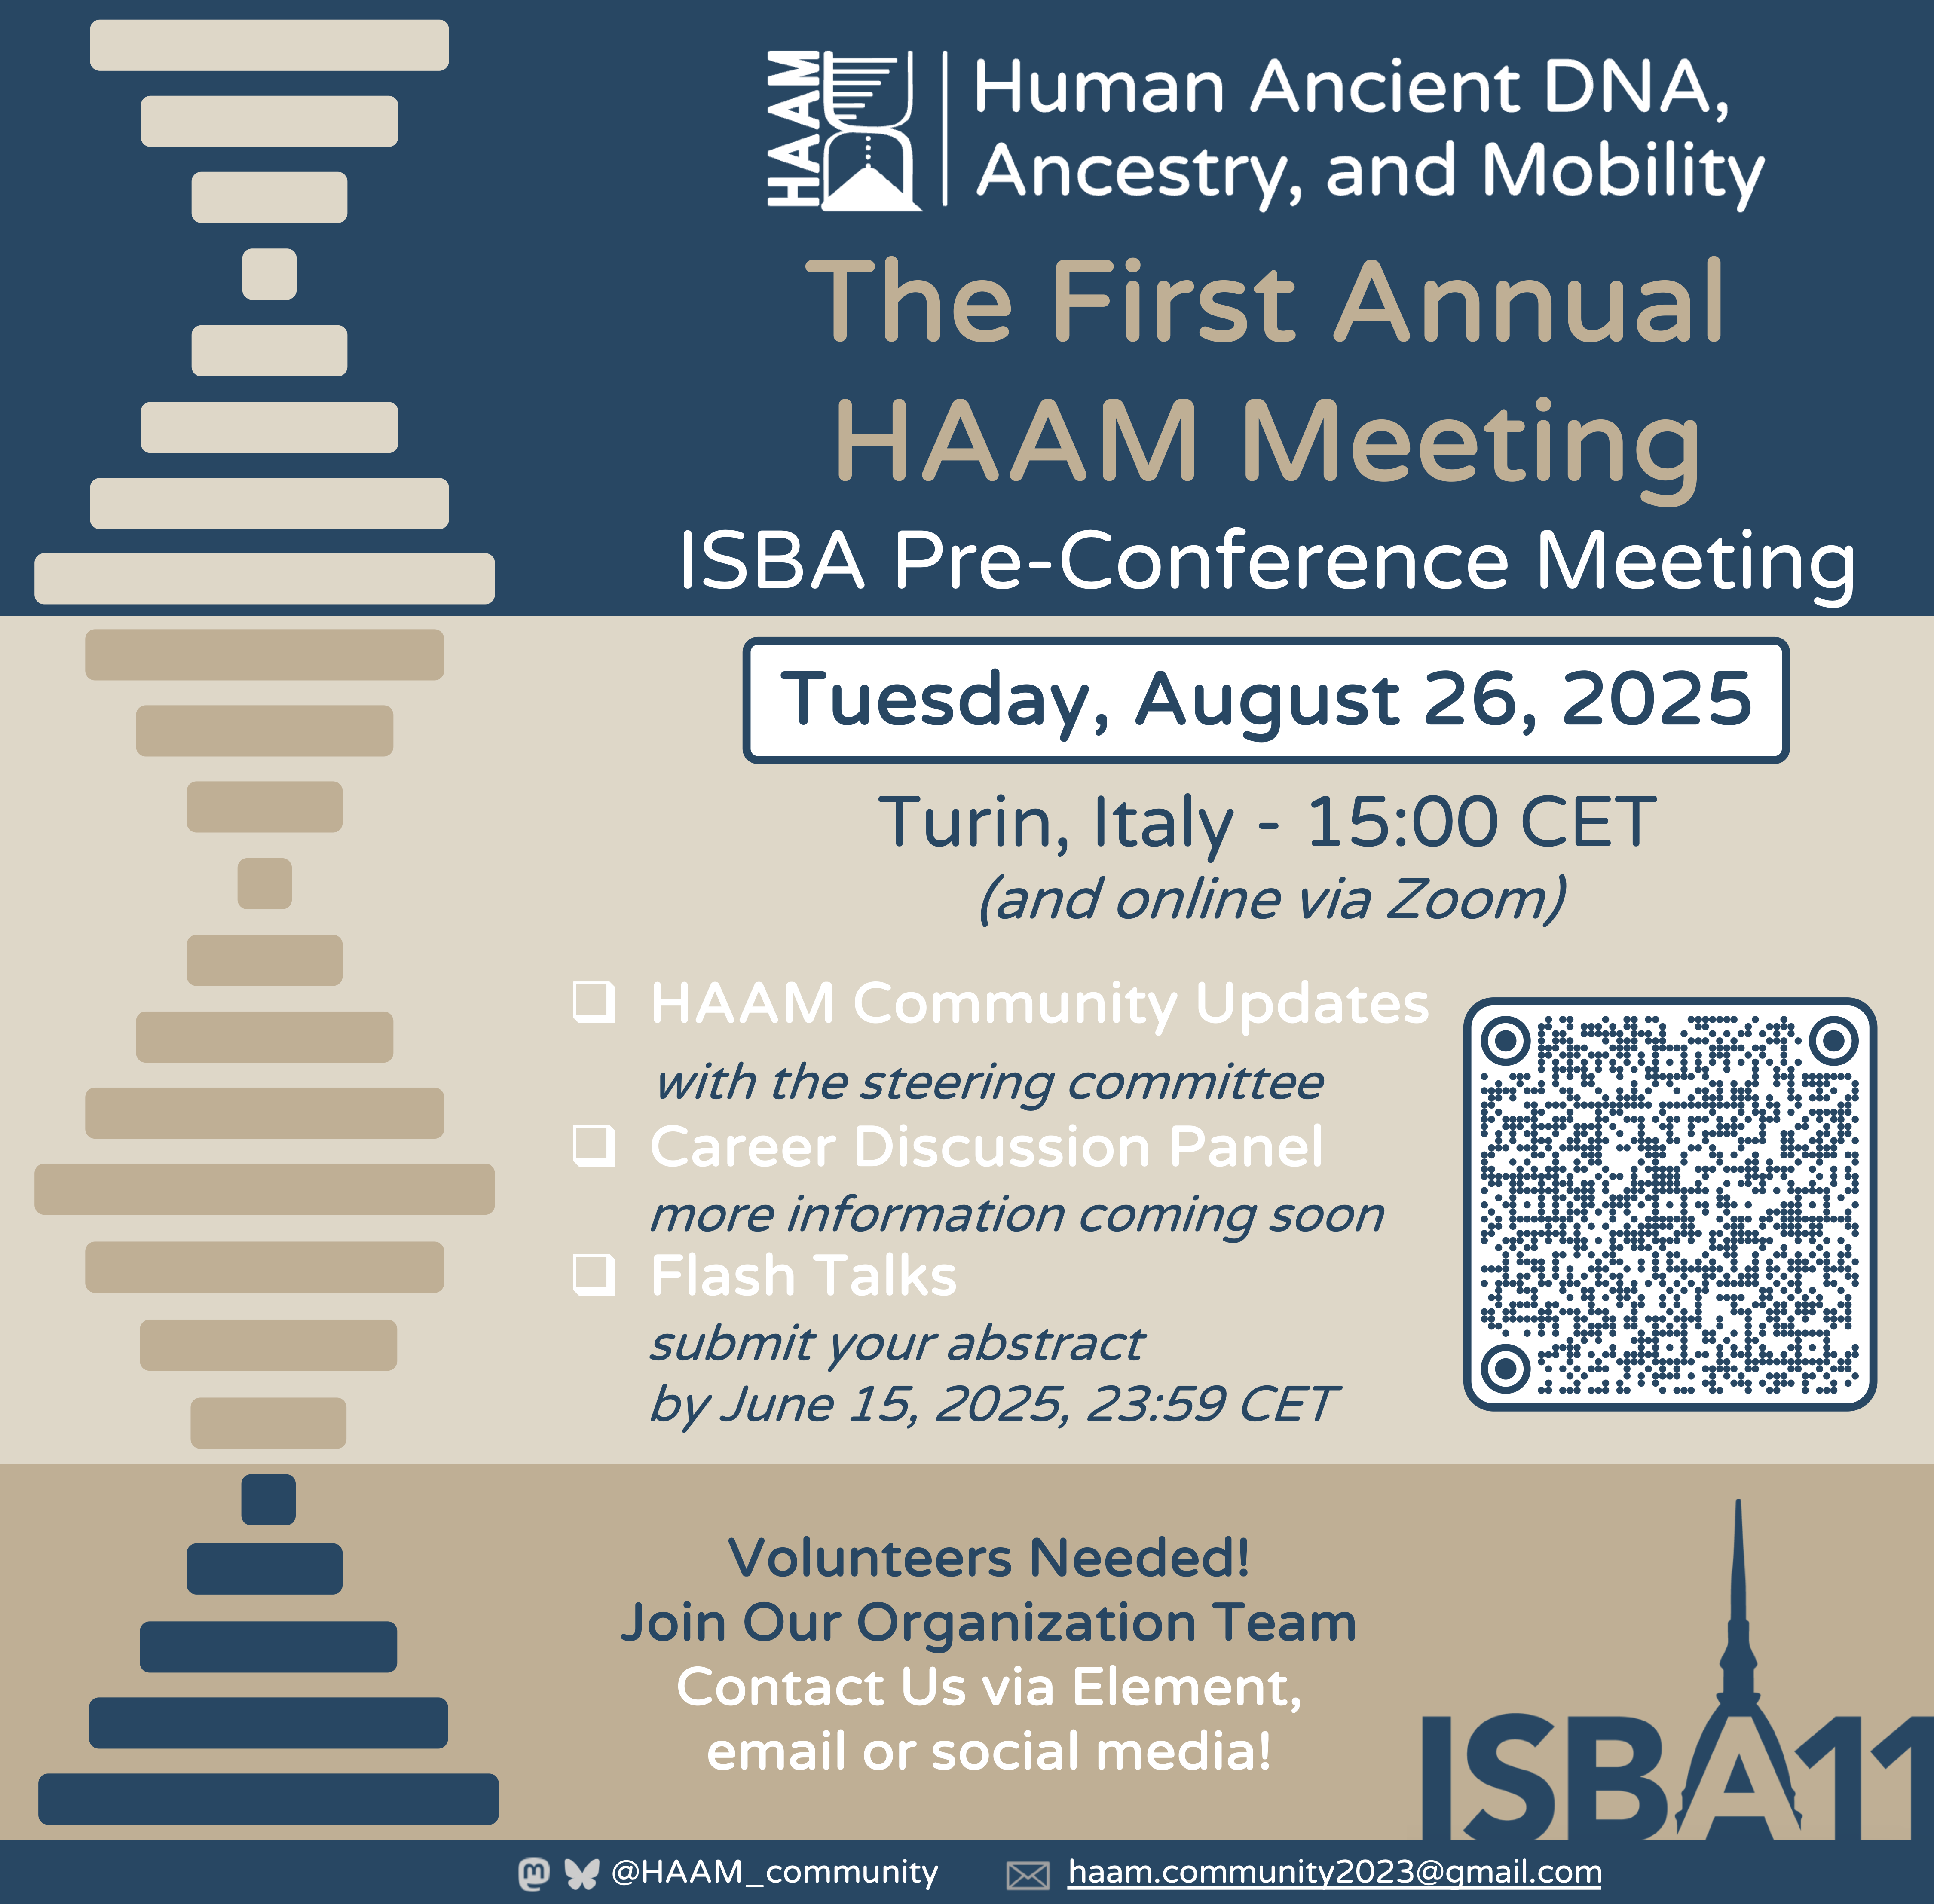 HAAM
Human Ancient DNA,
Ancestry, and Mobility
The First Annual
HAAM Meeting
ISBA Pre-Conference Meeting
Tuesday, August 26, 2025
Turin, Italy - 15:00 CET
(and online via Zoom)
HAAM Community Updates
with the steering committee
Career Discussion Panel
more information coming soon
Flash Talks
submit your abstract
by June 15, 2025, 23:59 CET
Volunteers Needed!
Join Our Organization Team
Contact Us via Element,
email or social media!
ISBA11
@HAAM_community
haam.community2023@gmail.com